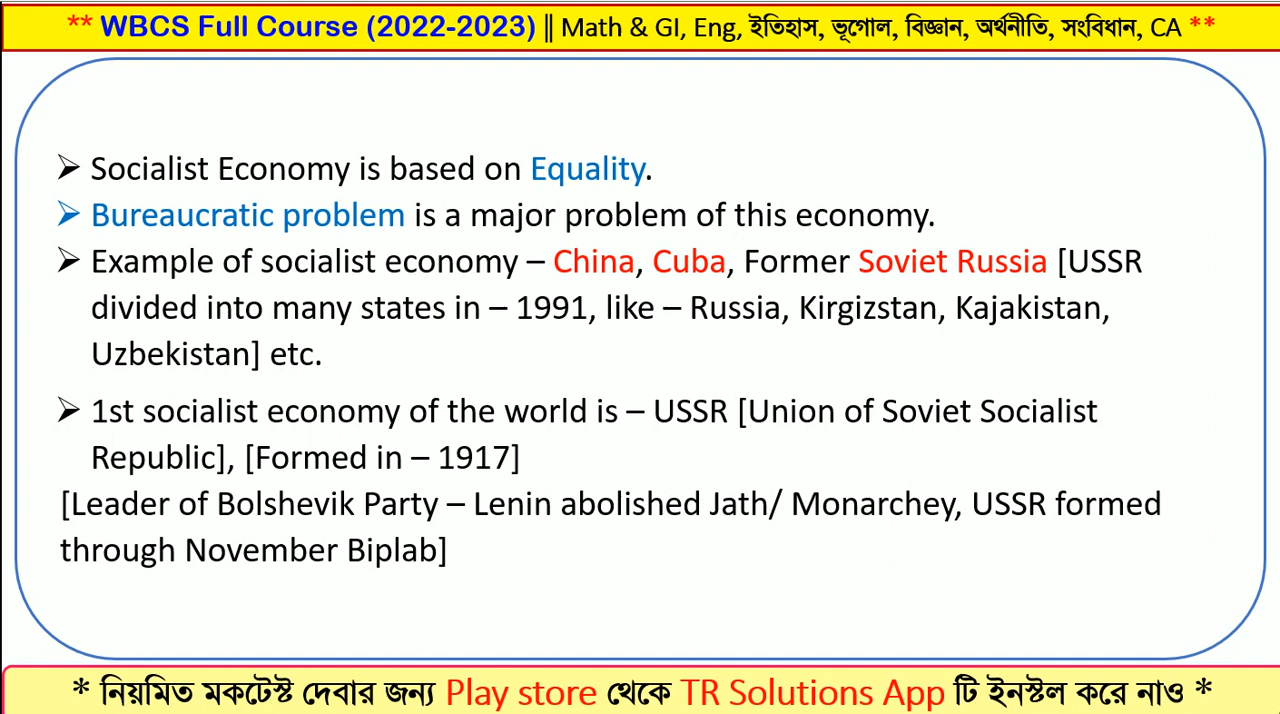 ** WBCS Full Course (2022-2023) || Math & GI, Eng, ইতিহাস, ভূগোল, বিজ্ঞান, অর্থনীতি, সংবিধান, CA **
➢ Socialist Economy is based on Equality.
➢ Bureaucratic problem is a major problem of this economy.
➢ Example of socialist economy – China, Cuba, Former Soviet Russia [USSR
divided into many states in – 1991, like – Russia, Kirgizstan, Kajakistan,
Uzbekistan] etc.
➢ 1st socialist economy of the world is – USSR [Union of Soviet Socialist
Republic], [Formed in – 1917]
[Leader of Bolshevik Party – Lenin abolished Jath/ Monarchey, USSR formed
through November Biplab]
* নিয়মিত মকটেস্ট দেবার জন্য Play store থেকে TR Solutions App টি ইনস্টল করে নাও *